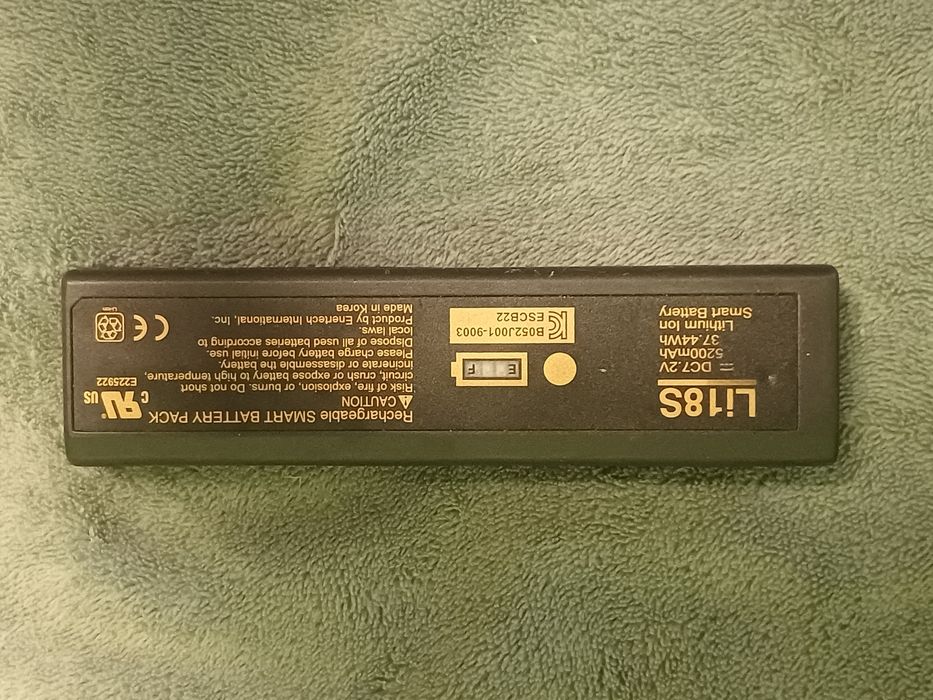 Li18S
DC7.2V ⎓
5200mAh
37.44Wh
Lithium Ion
Smart Battery
E F
B052J001-9003
ESCB22
Rechargeable SMART BATTERY PACK
⚠ CAUTION
Risk of fire, explosion, or burns. Do not short
circuit, crush or expose battery to high temperature,
incinerate or disassemble the battery.
Please charge battery before initial use.
Dispose of all used batteries according to
local laws.
Product by Enertech International, Inc.
Made in Korea
C RU US
E225922
CE
Li-ion